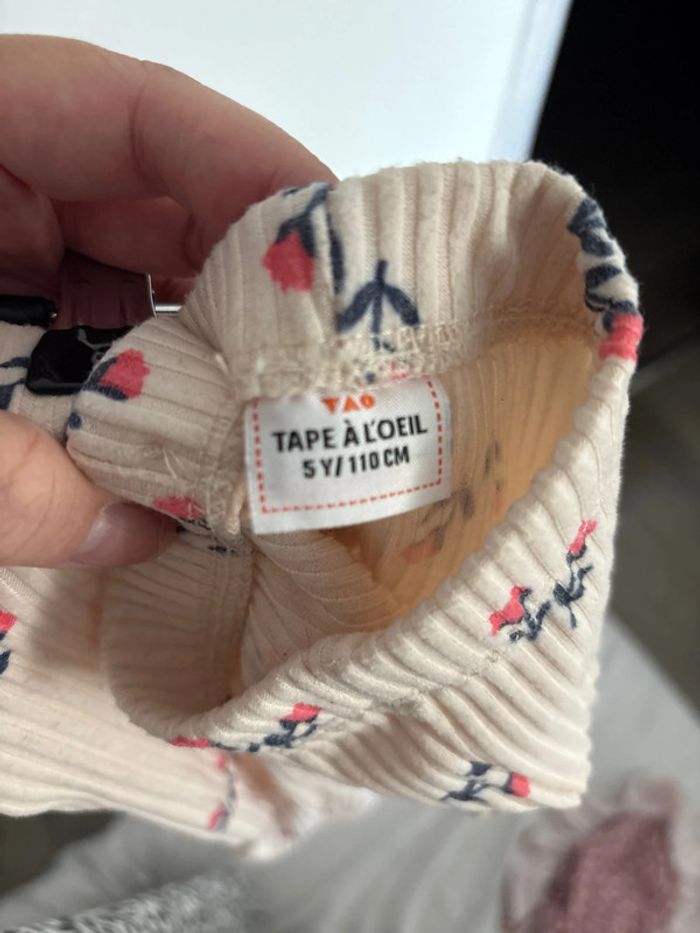 TAO
TAPE À L'OEIL
5 Y/ 110 CM